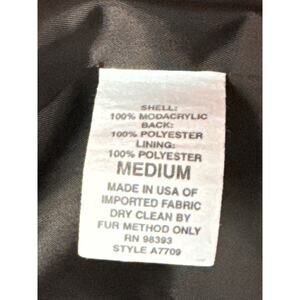 SHELL:
100% MODACRYLIC
BACK:
100% POLYESTER
LINING:
100% POLYESTER
MEDIUM
MADE IN USA OF
IMPORTED FABRIC
DRY CLEAN BY
FUR METHOD ONLY
RN 98393
STYLE A7709